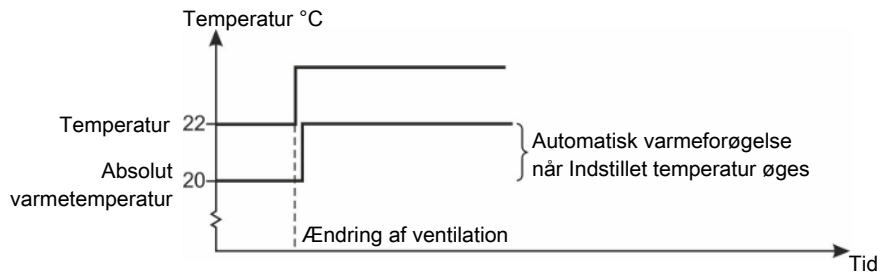 Temperatur °C
Temperatur
22
Absolut
varmetemperatur
20
Automatisk varmeforøgelse
når Indstillet temperatur øges
Ændring af ventilation
Tid